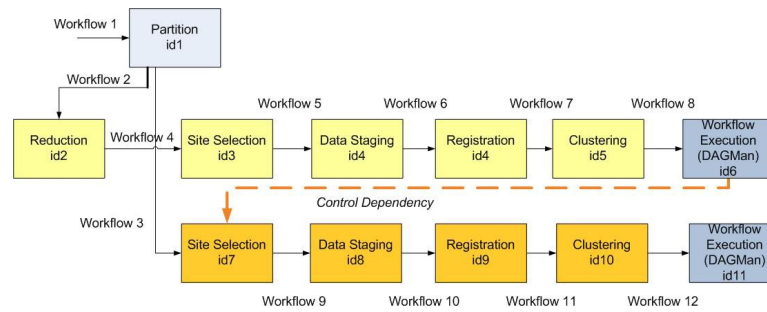 Workflow 1
Partition
id1
Workflow 2
Workflow 5
Workflow 6
Workflow 7
Workflow 8
Reduction
id2
Workflow 4
Site Selection
id3
Data Staging
id4
Registration
id4
Clustering
id5
Workflow
Execution
(DAGMan)
id6
Control Dependency
Workflow 3
Site Selection
id7
Data Staging
id8
Registration
id9
Clustering
id10
Workflow
Execution
(DAGMan)
id11
Workflow 9
Workflow 10
Workflow 11
Workflow 12